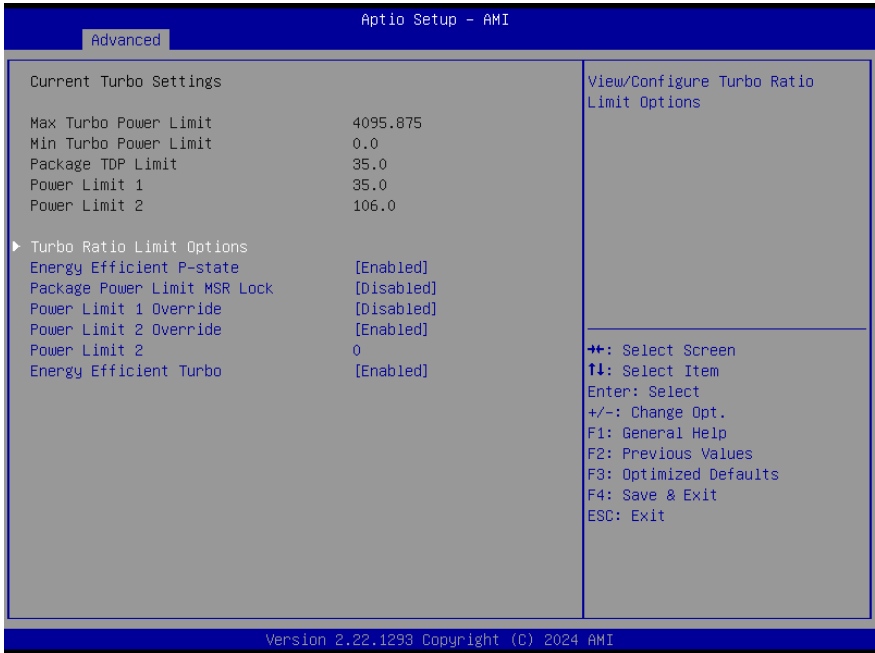 Aptio Setup - AMI
Advanced
Current Turbo Settings
Max Turbo Power Limit 4095.875
Min Turbo Power Limit 0.0
Package TDP Limit 35.0
Power Limit 1 35.0
Power Limit 2 106.0
Turbo Ratio Limit Options
Energy Efficient P-state [Enabled]
Package Power Limit MSR Lock [Disabled]
Power Limit 1 Override [Disabled]
Power Limit 2 Override [Enabled]
Power Limit 2 0
Energy Efficient Turbo [Enabled]
View/Configure Turbo Ratio
Limit Options
→←: Select Screen
↑↓: Select Item
Enter: Select
+/-: Change Opt.
F1: General Help
F2: Previous Values
F3: Optimized Defaults
F4: Save & Exit
ESC: Exit
Version 2.22.1293 Copyright (C) 2024 AMI